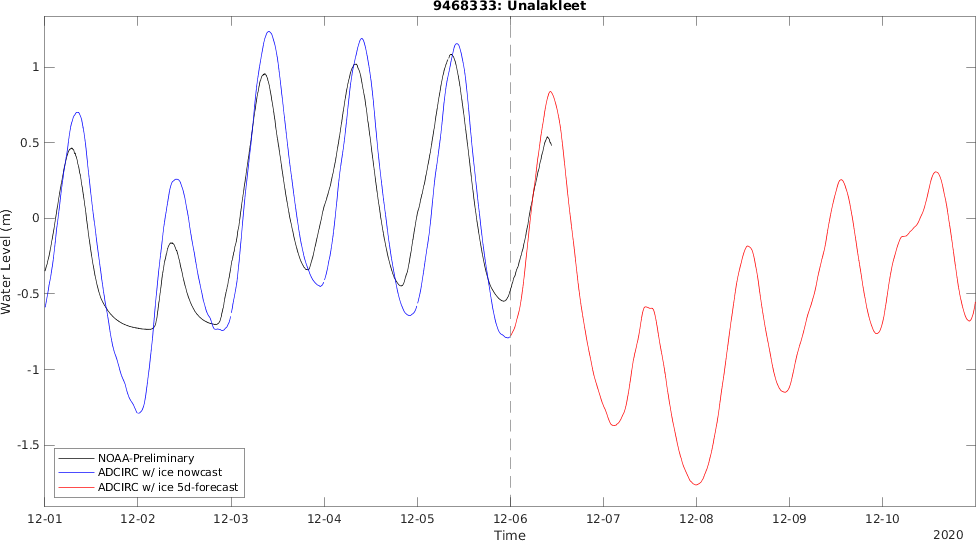 9468333: Unalakleet
Water Level (m)
1
0.5
0
-0.5
-1
-1.5
NOAA-Preliminary
ADCIRC w/ ice nowcast
ADCIRC w/ ice 5d-forecast
12-01 12-02 12-03 12-04 12-05 12-06 12-07 12-08 12-09 12-10
Time
2020